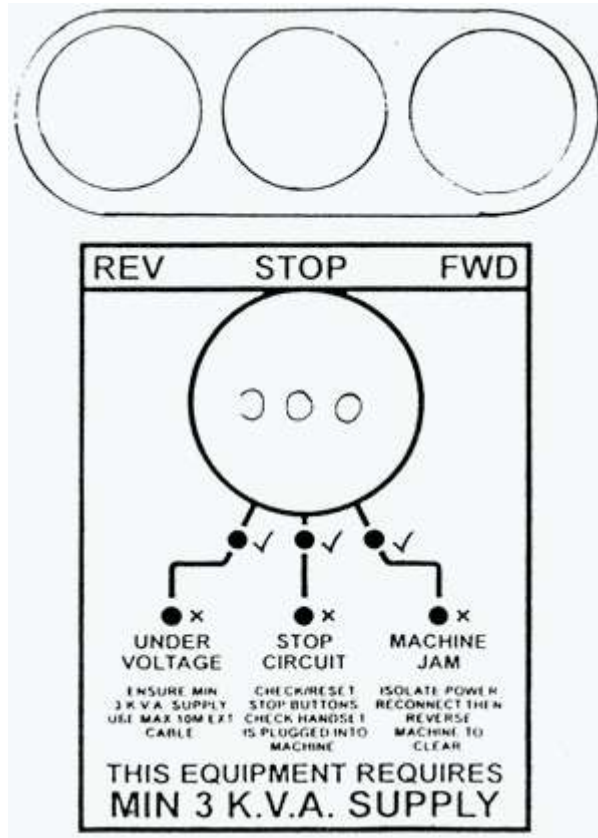 REV STOP FWD
✓ ✓ ✓
× × ×
UNDER VOLTAGE
ENSURE MIN
3 K.V.A. SUPPLY
USE MAX 10M EXT
CABLE
STOP CIRCUIT
CHECK/RESET
STOP BUTTONS
CHECK HANDSET
IS PLUGGED INTO
MACHINE
MACHINE JAM
ISOLATE POWER
RECONNECT THEN
REVERSE
MACHINE TO
CLEAR
THIS EQUIPMENT REQUIRES
MIN 3 K.V.A. SUPPLY